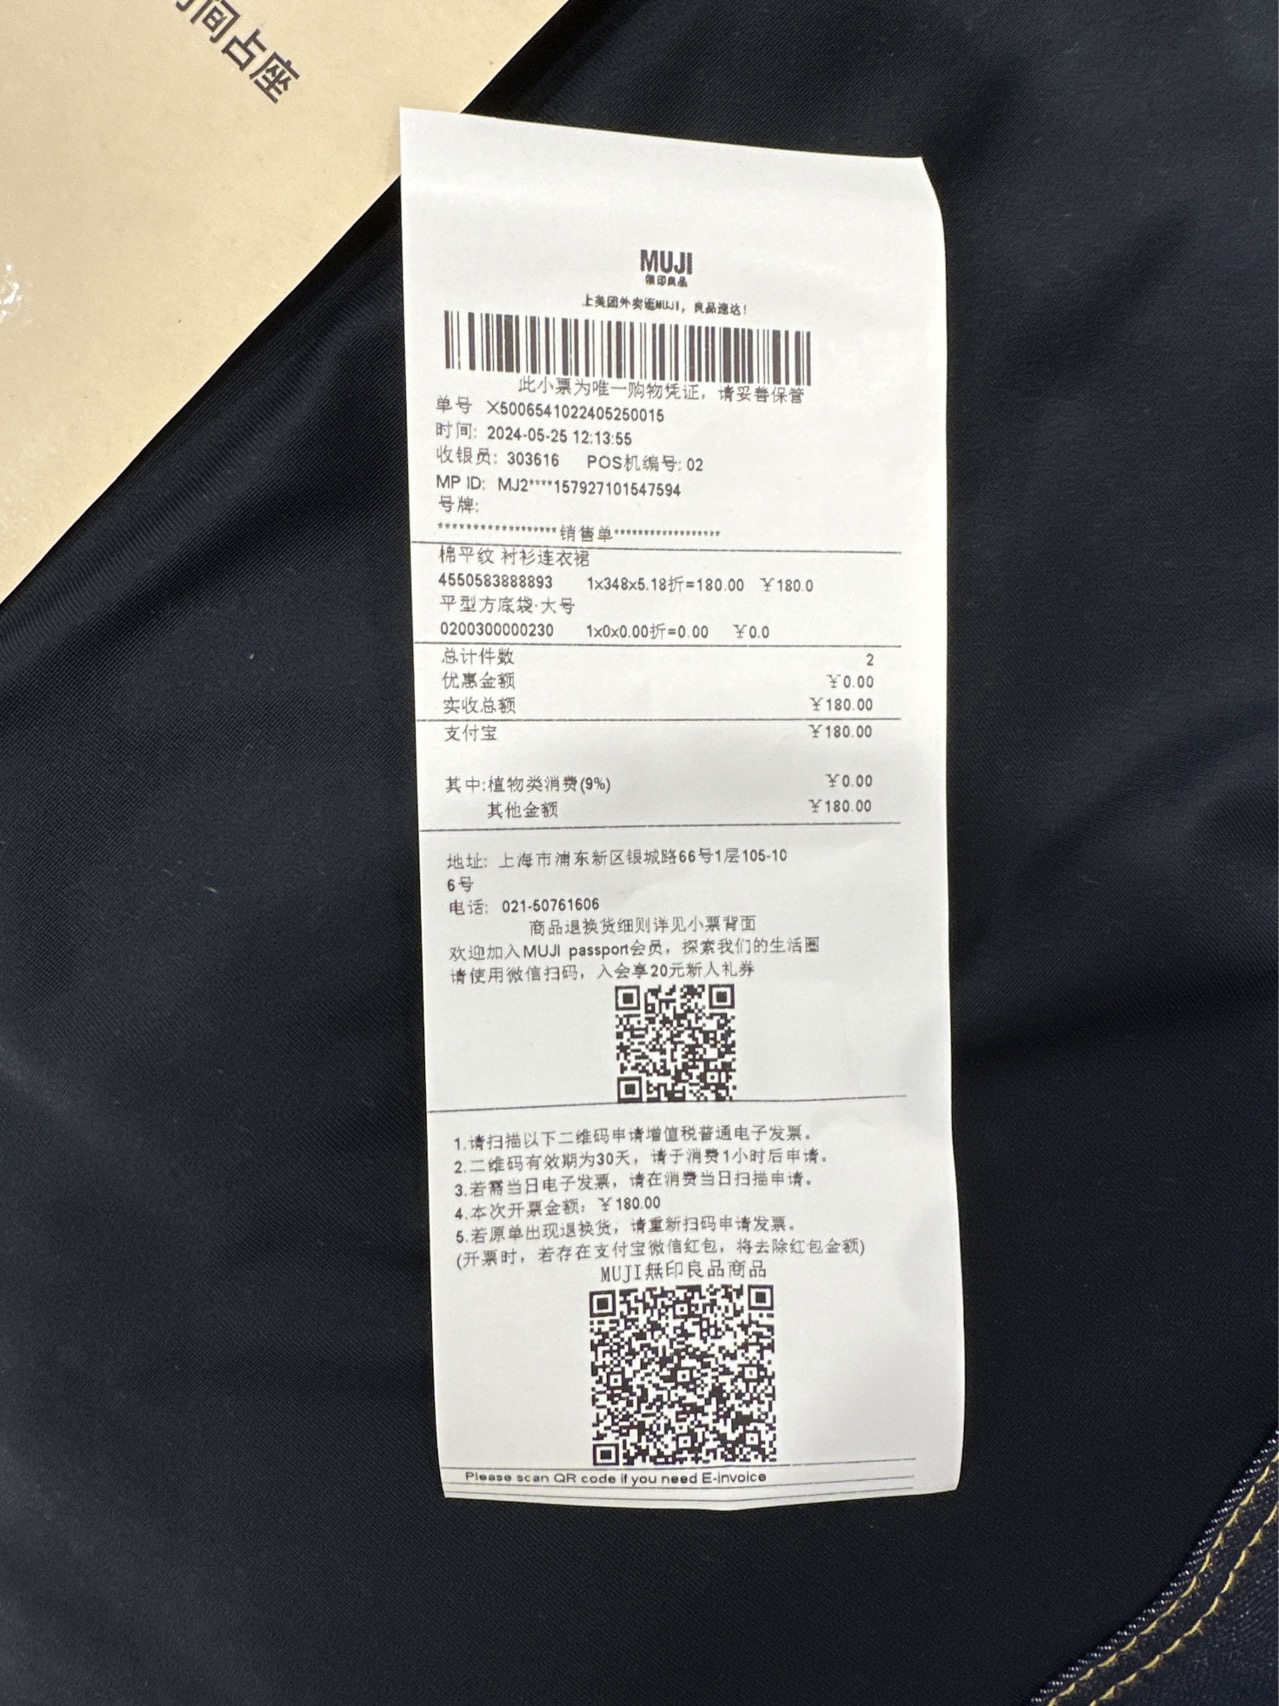 间占座
MUJI
無印良品
上美团外卖逛MUJI，良品速达！
此小票为唯一购物凭证，请妥善保管
单号 X5006541022405250015
时间: 2024-05-25 12:13:55
收银员: 303616 POS机编号: 02
MP ID: MJ2****157927101547594
号牌:
******************销售单******************
棉平纹 衬衫连衣裙
4550583888893 1x348x5.18折=180.00 ￥180.0
平型方底袋·大号
0200300000230 1x0x0.00折=0.00 ￥0.0
总计件数 2
优惠金额 ￥0.00
实收总额 ￥180.00
支付宝 ￥180.00
其中:植物类消费(9%) ￥0.00
其他金额 ￥180.00
地址: 上海市浦东新区银城路66号1层105-10
6号
电话: 021-50761606
商品退换货细则详见小票背面
欢迎加入MUJI passport会员，探索我们的生活圈
请使用微信扫码，入会享20元新人礼券
1.请扫描以下二维码申请增值税普通电子发票。
2.二维码有效期为30天，请于消费1小时后申请。
3.若需当日电子发票，请在消费当日扫描申请。
4.本次开票金额: ￥180.00
5.若原单出现退换货，请重新扫码申请发票。
(开票时，若存在支付宝微信红包，将去除红包金额)
MUJI無印良品商品
Please scan QR code if you need E-invoice